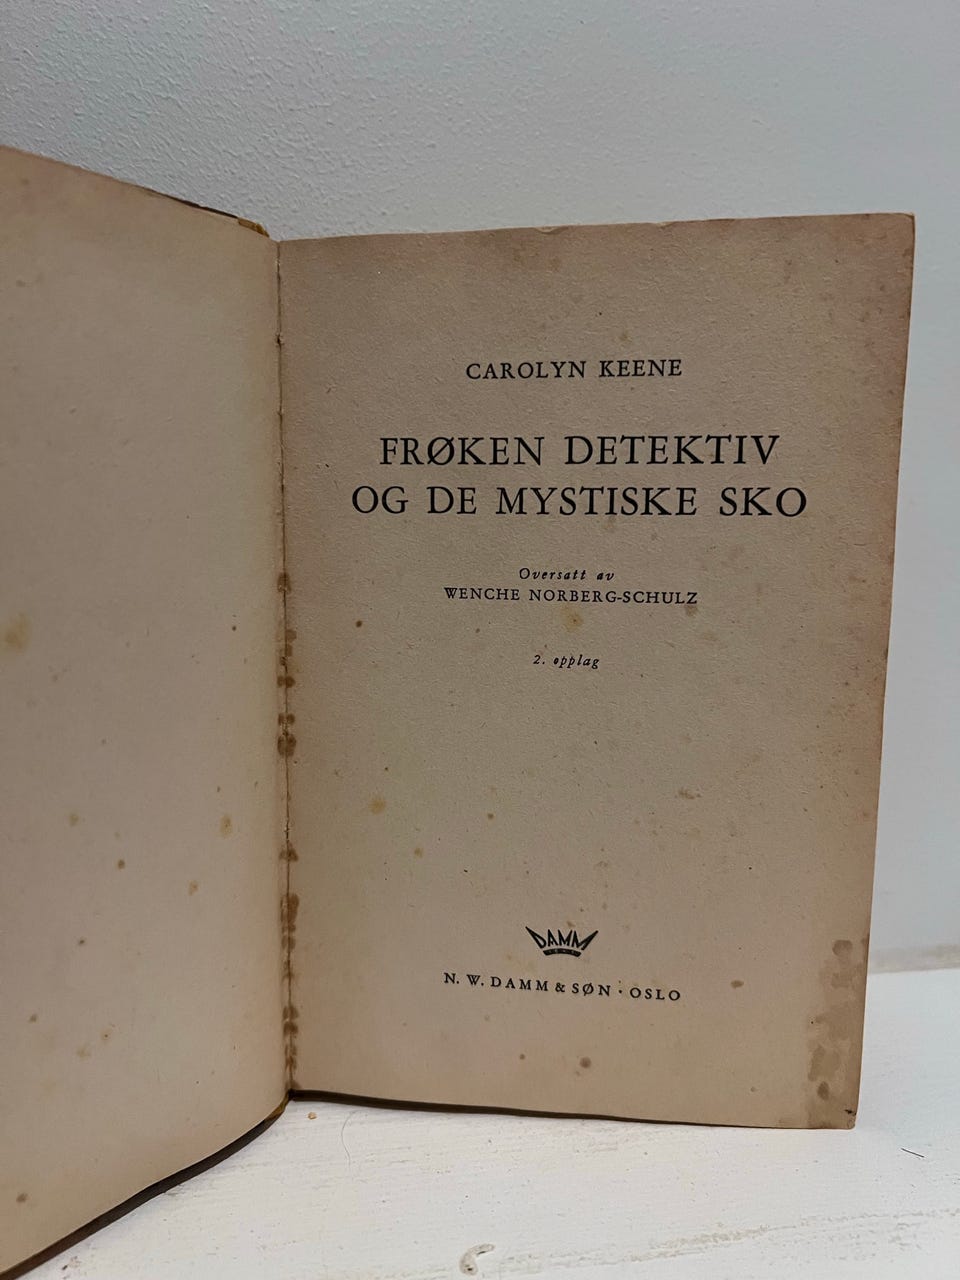 CAROLYN KEENE
FRØKEN DETEKTIV
OG DE MYSTISKE SKO
Oversatt av
WENCHE NORBERG-SCHULZ
2. opplag
DAMM
N. W. DAMM & SØN · OSLO